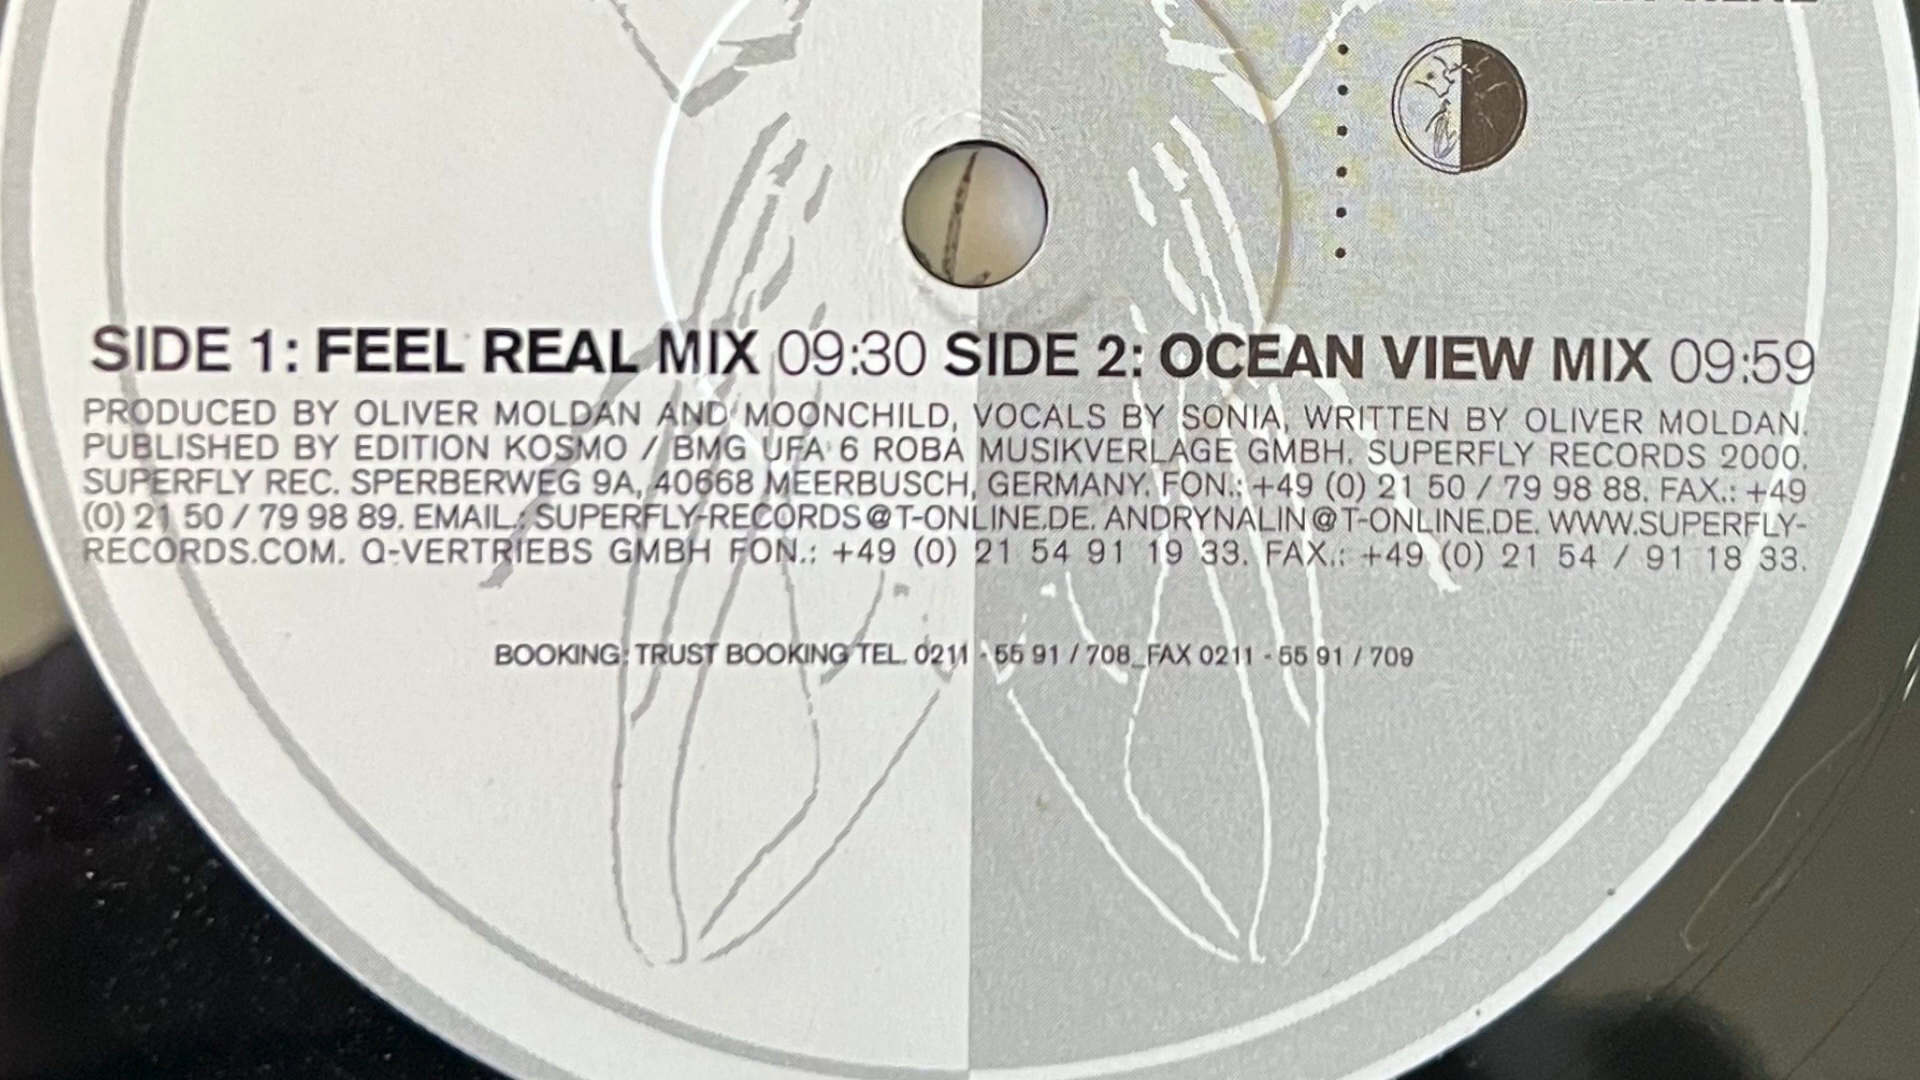 SIDE 1: FEEL REAL MIX 09:30 SIDE 2: OCEAN VIEW MIX 09:59
PRODUCED BY OLIVER MOLDAN AND MOONCHILD, VOCALS BY SONIA, WRITTEN BY OLIVER MOLDAN.
PUBLISHED BY EDITION KOSMO / BMG UFA 6 ROBA MUSIKVERLAGE GMBH. SUPERFLY RECORDS 2000.
SUPERFLY REC. SPERBERWEG 9A, 40668 MEERBUSCH, GERMANY. FON.: +49 (0) 21 50 / 79 98 88. FAX.: +49
(0) 21 50 / 79 98 89. EMAIL.: SUPERFLY-RECORDS@T-ONLINE.DE. ANDRYNALIN@T-ONLINE.DE. WWW.SUPERFLY-
RECORDS.COM. Q-VERTRIEBS GMBH FON.: +49 (0) 21 54 91 19 33. FAX.: +49 (0) 21 54 / 91 18 33.
BOOKING: TRUST BOOKING TEL. 0211 - 55 91 / 708_FAX 0211 - 55 91 / 709